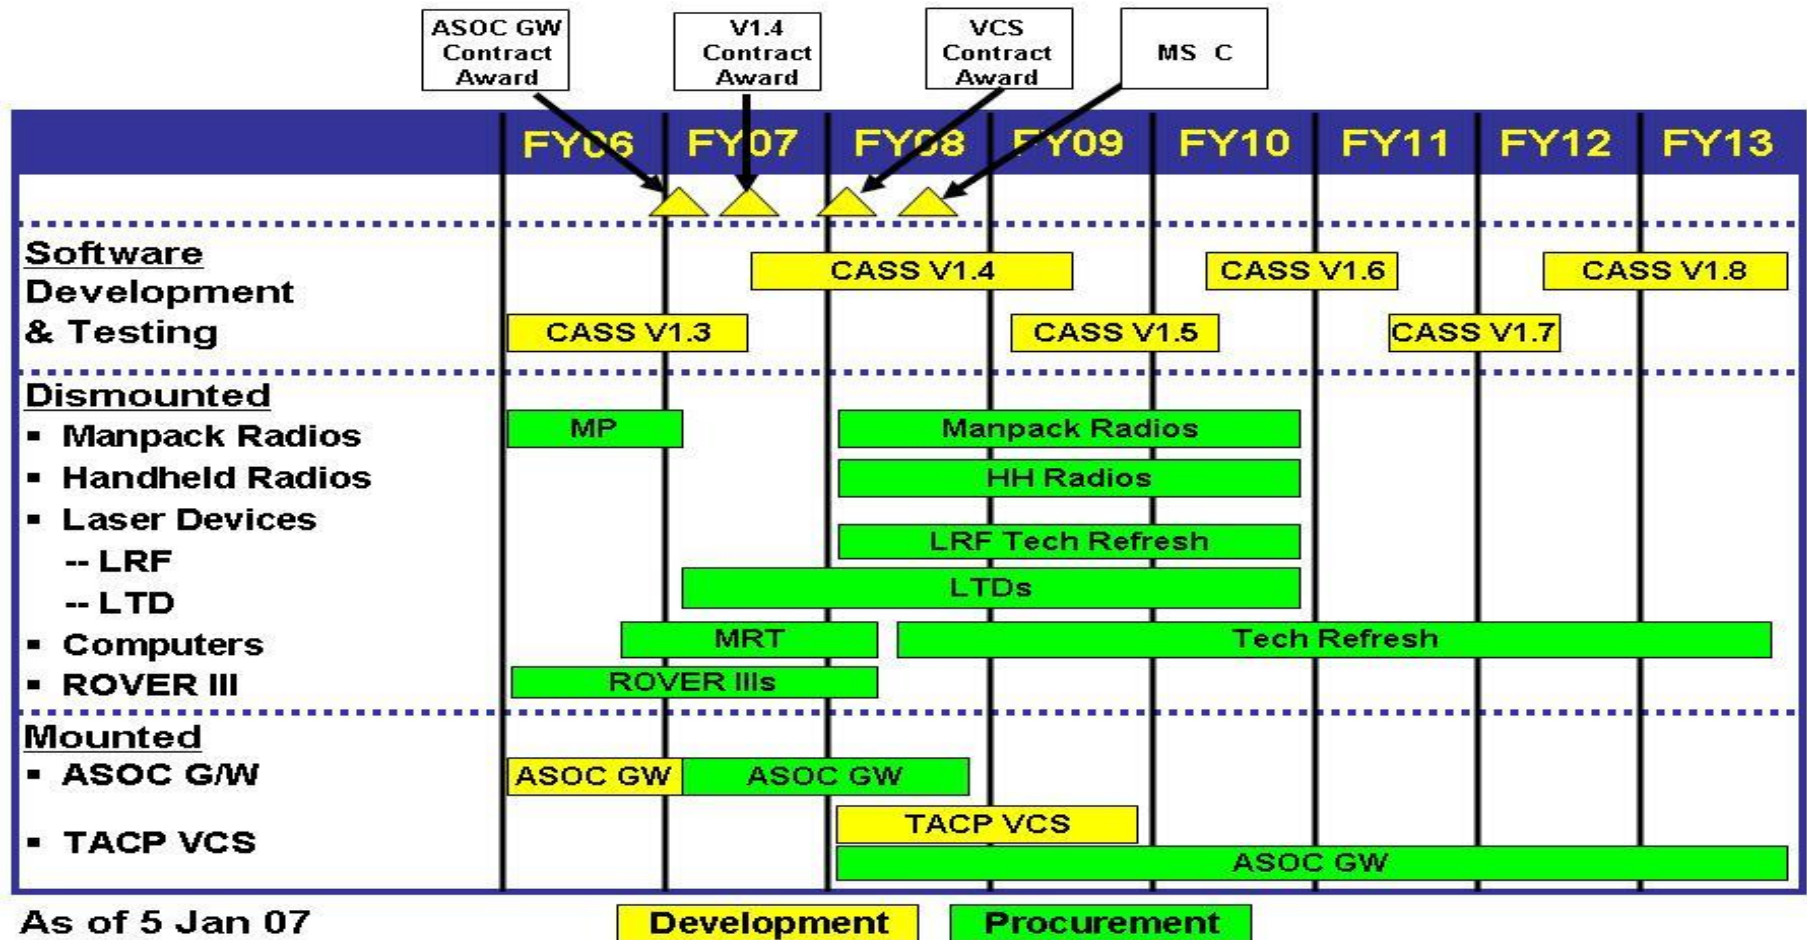 ASOC GW
Contract
Award
V1.4
Contract
Award
VCS
Contract
Award
MS C
FY06 FY07 FY08 FY09 FY10 FY11 FY12 FY13
Software
Development
& Testing
CASS V1.4
CASS V1.6
CASS V1.8
CASS V1.3
CASS V1.5
CASS V1.7
Dismounted
▪ Manpack Radios
MP
Manpack Radios
▪ Handheld Radios
HH Radios
▪ Laser Devices
-- LRF
LRF Tech Refresh
-- LTD
LTDs
▪ Computers
MRT
Tech Refresh
▪ ROVER III
ROVER IIIs
Mounted
▪ ASOC G/W
ASOC GW
ASOC GW
▪ TACP VCS
TACP VCS
ASOC GW
As of 5 Jan 07
Development
Procurement